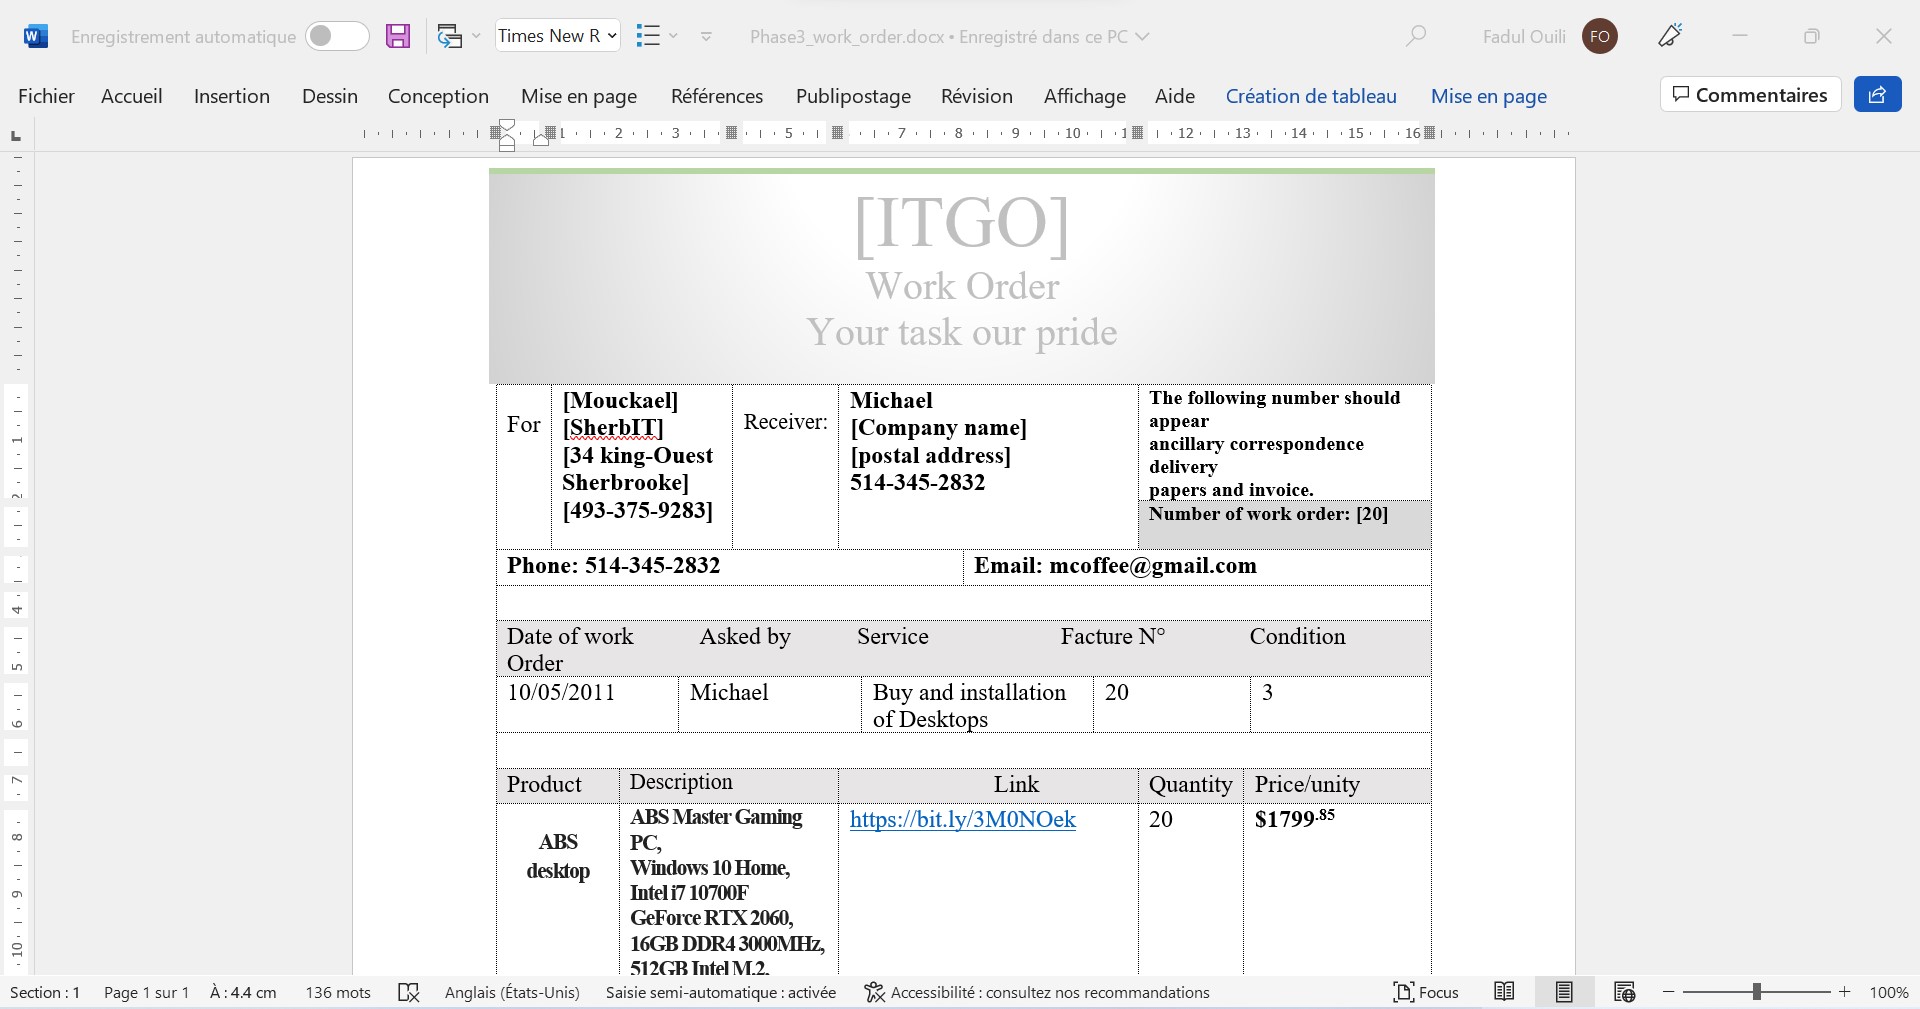 Enregistrement automatique
Times New R
Phase3_work_order.docx • Enregistré dans ce PC
Fadul Ouili
FO
Fichier
Accueil
Insertion
Dessin
Conception
Mise en page
Références
Publipostage
Révision
Affichage
Aide
Création de tableau
Mise en page
Commentaires
1 2 3 5 7 8 9 10 1 12 13 14 15 16
[ITGO]
Work Order
Your task our pride
For
[Mouckael]
[SherbIT]
[34 king-Ouest
Sherbrooke]
[493-375-9283]
Receiver:
Michael
[Company name]
[postal address]
514-345-2832
The following number should
appear
ancillary correspondence
delivery
papers and invoice.
Number of work order: [20]
Phone: 514-345-2832
Email: mcoffee@gmail.com
Date of work
Order
Asked by
Service
Facture N°
Condition
10/05/2011
Michael
Buy and installation
of Desktops
20
3
Product
Description
Link
Quantity
Price/unity
ABS
desktop
ABS Master Gaming
PC,
Windows 10 Home,
Intel i7 10700F
GeForce RTX 2060,
16GB DDR4 3000MHz,
512GB Intel M.2,
https://bit.ly/3M0NOek
20
$1799.85
1
2
4
5
6
7
8
9
10
Section : 1
Page 1 sur 1
À : 4.4 cm
136 mots
Anglais (États-Unis)
Saisie semi-automatique : activée
Accessibilité : consultez nos recommandations
Focus
100%